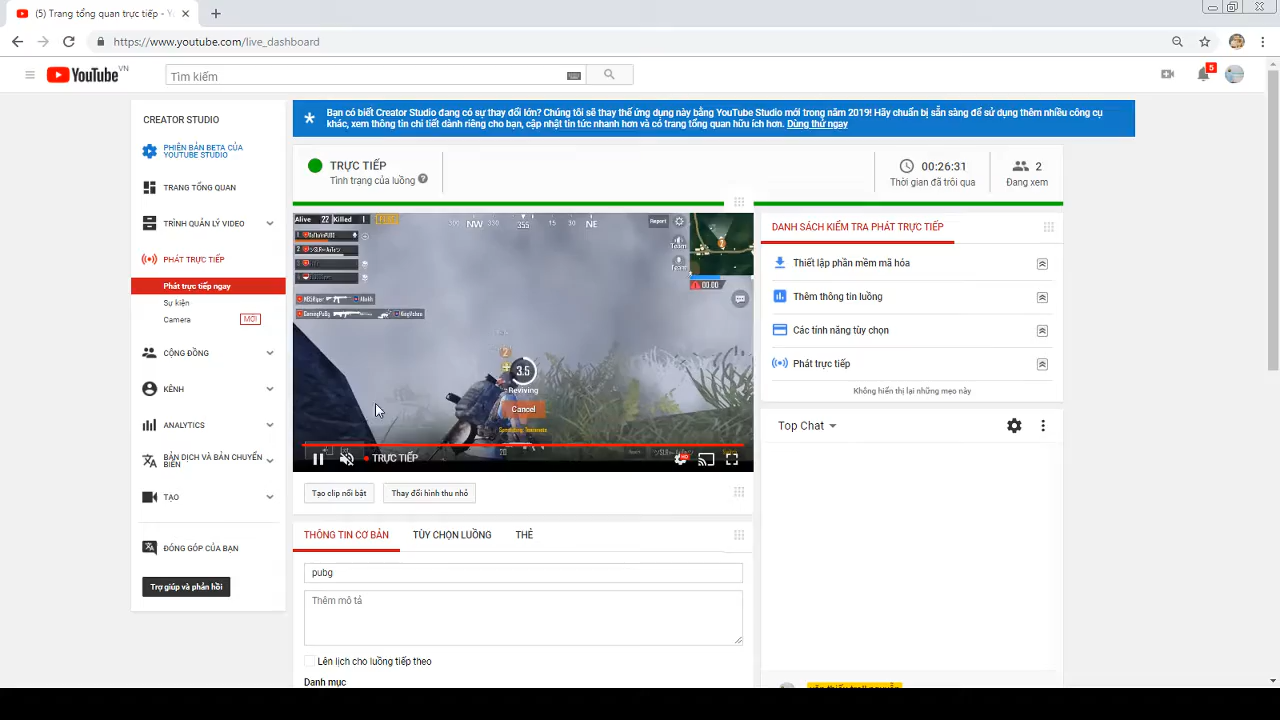 (5) Trang tổng quan trực tiếp - Y
https://www.youtube.com/live_dashboard
YouTube VN
Tìm kiếm
5
CREATOR STUDIO
PHIÊN BẢN BETA CỦA
YOUTUBE STUDIO
TRANG TỔNG QUAN
TRÌNH QUẢN LÝ VIDEO
PHÁT TRỰC TIẾP
Phát trực tiếp ngay
Sự kiện
Camera
MỚI
CỘNG ĐỒNG
KÊNH
ANALYTICS
BẢN DỊCH VÀ BẢN CHUYỂN
BIÊN
TẠO
ĐÓNG GÓP CỦA BẠN
Trợ giúp và phản hồi
Bạn có biết Creator Studio đang có sự thay đổi lớn? Chúng tôi sẽ thay thế ứng dụng này bằng YouTube Studio mới trong năm 2019! Hãy chuẩn bị sẵn sàng để sử dụng thêm nhiều công cụ
khác, xem thông tin chi tiết dành riêng cho bạn, cập nhật tin tức nhanh hơn và có trang tổng quan hữu ích hơn. Dùng thử ngay
TRỰC TIẾP
Tình trạng của luồng
00:26:31
Thời gian đã trôi qua
2
Đang xem
Alive 22 Killed 1
330 NW 355 15 30 NE
Report
Team
Team
00:00
2
3.5
Reviving
Cancel
TRỰC TIẾP
HD
Tạo clip nổi bật
Thay đổi hình thu nhỏ
THÔNG TIN CƠ BẢN
TÙY CHỌN LUỒNG
THẺ
pubg
Thêm mô tả
Lên lịch cho luồng tiếp theo
Danh mục
DANH SÁCH KIỂM TRA PHÁT TRỰC TIẾP
Thiết lập phần mềm mã hóa
Thêm thông tin luồng
Các tính năng tùy chọn
Phát trực tiếp
Không hiển thị lại những mẹo này
Top Chat